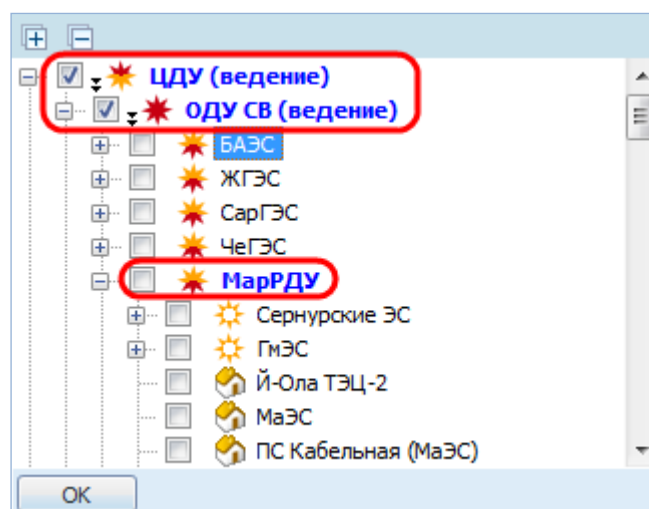 ЦДУ (ведение)
ОДУ СВ (ведение)
БАЭС
ЖГЭС
СарГЭС
ЧеГЭС
МарРДУ
Сернурские ЭС
ГмЭС
Й-Ола ТЭЦ-2
МаЭС
ПС Кабельная (МаЭС)
ОК